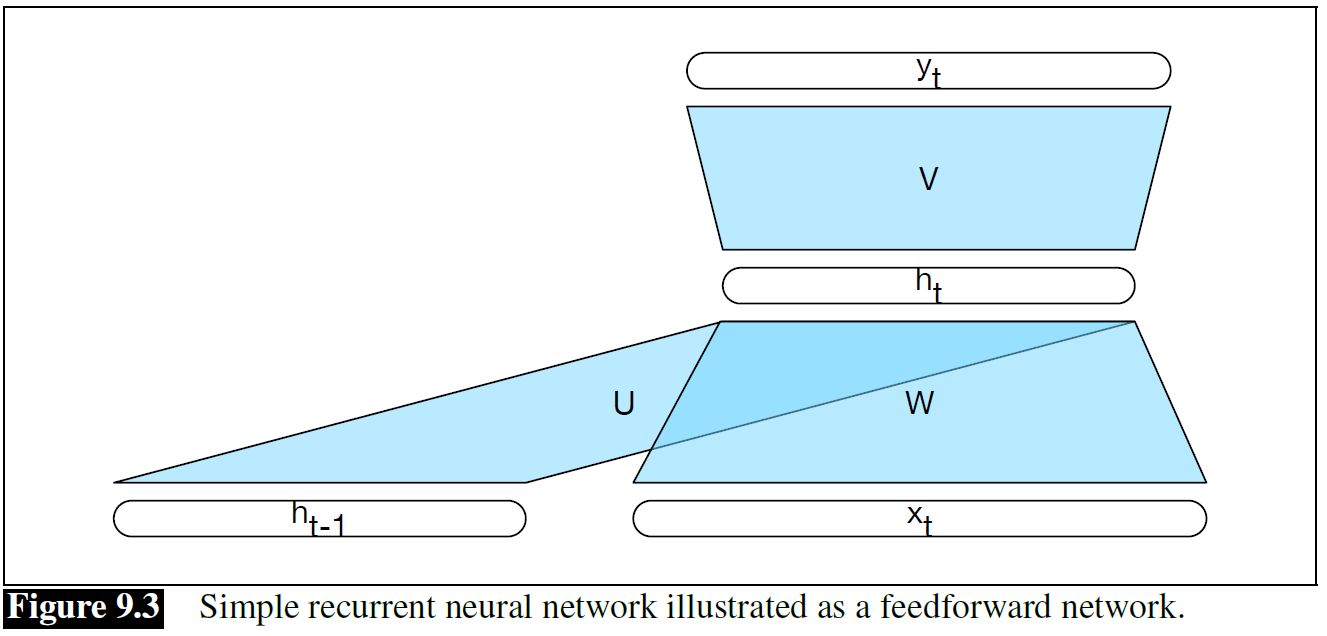 yt
V
ht
U
W
ht-1
xt
Figure 9.3 Simple recurrent neural network illustrated as a feedforward network.